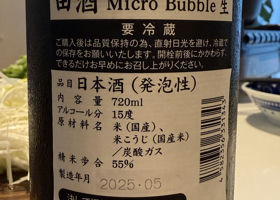 田酒 Micro Bubble 生
要冷蔵
ご購入後は品質保持の為、直射日光を避け、冷蔵で
の保存をお願いいたします。開栓前後にかかわらず、
できるだけお早めにお召し上がりください。
品目 日本酒（発泡性）
内容量 720ml
アルコール分 15度
原材料名 米（国産）、
米こうじ（国産米）
／炭酸ガス
精米歩合 55%
製造年月 2025.05